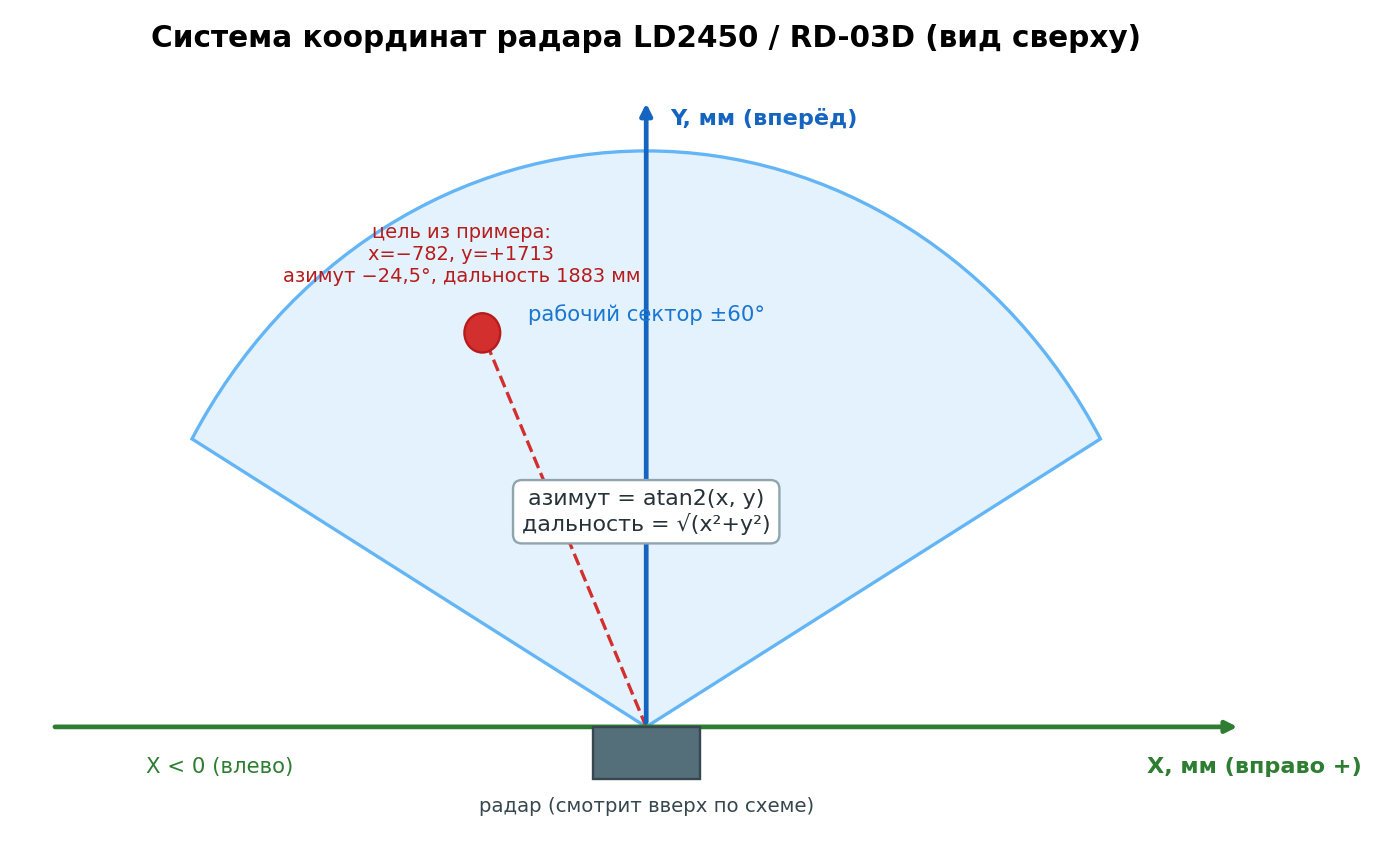 Система координат радара LD2450 / RD-03D (вид сверху)
Y, мм (вперёд)
цель из примера:
x=−782, y=+1713
азимут −24,5°, дальность 1883 мм
рабочий сектор ±60°
азимут = atan2(x, y)
дальность = √(x²+y²)
X < 0 (влево)
X, мм (вправо +)
радар (смотрит вверх по схеме)